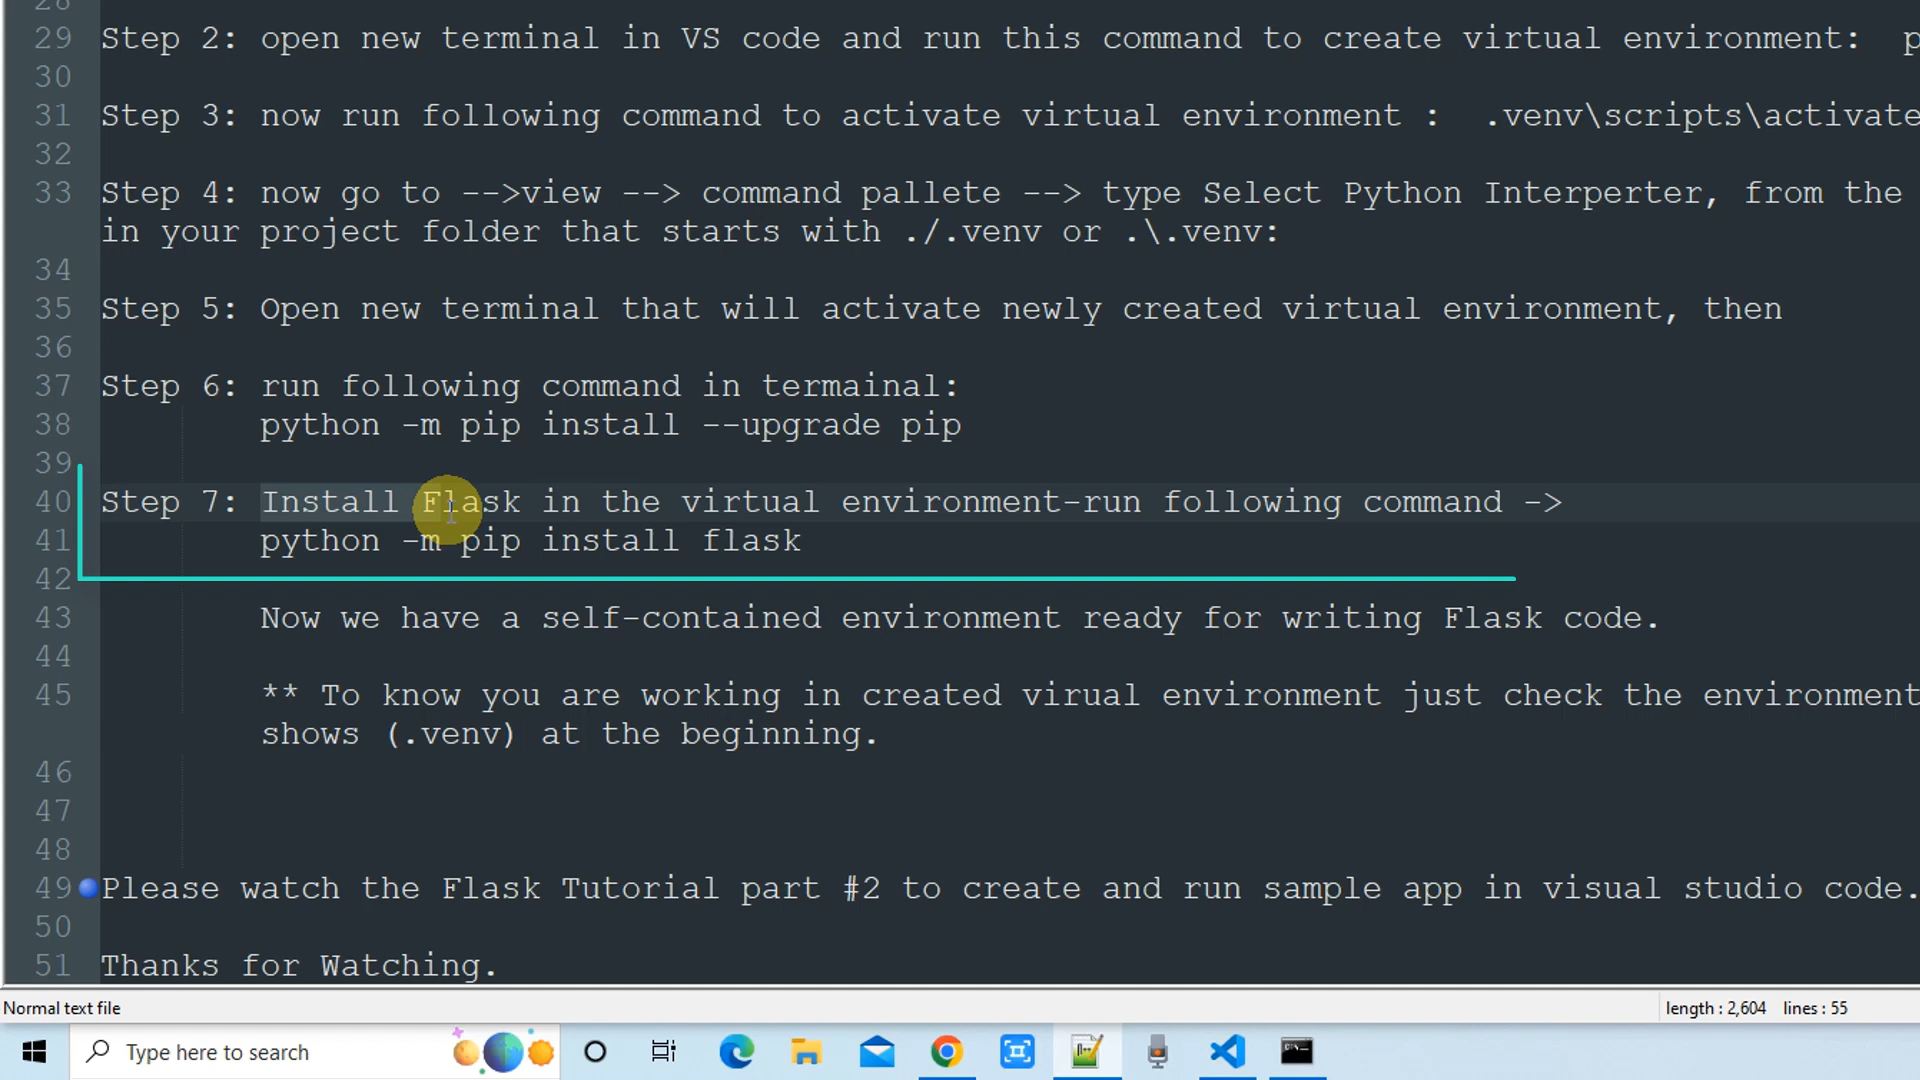 28
29 Step 2: open new terminal in VS code and run this command to create virtual environment: p
30
31 Step 3: now run following command to activate virtual environment : .venv\scripts\activate
32
33 Step 4: now go to -->view --> command pallete --> type Select Python Interperter, from the
in your project folder that starts with ./.venv or .\.venv:
34
35 Step 5: Open new terminal that will activate newly created virtual environment, then
36
37 Step 6: run following command in termainal:
38 python -m pip install --upgrade pip
39
40 Step 7: Install Flask in the virtual environment-run following command ->
41 python -m pip install flask
42
43 Now we have a self-contained environment ready for writing Flask code.
44
45 ** To know you are working in created virual environment just check the environment
shows (.venv) at the beginning.
46
47
48
49 Please watch the Flask Tutorial part #2 to create and run sample app in visual studio code.
50
51 Thanks for Watching.
Normal text file length : 2,604 lines : 55
Type here to search